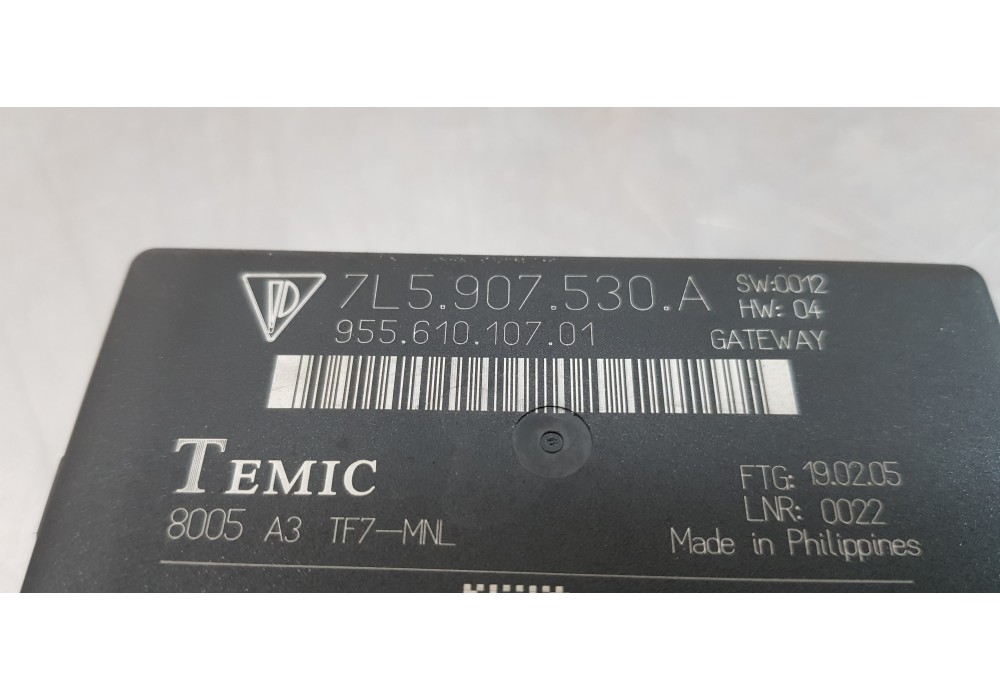 7L5.907.530.A
SW:0012
955.610.107.01
HW: 04
GATEWAY
TEMIC
8005 A3 TF7-MNL
FTG: 19.02.05
LNR: 0022
Made in Philippines